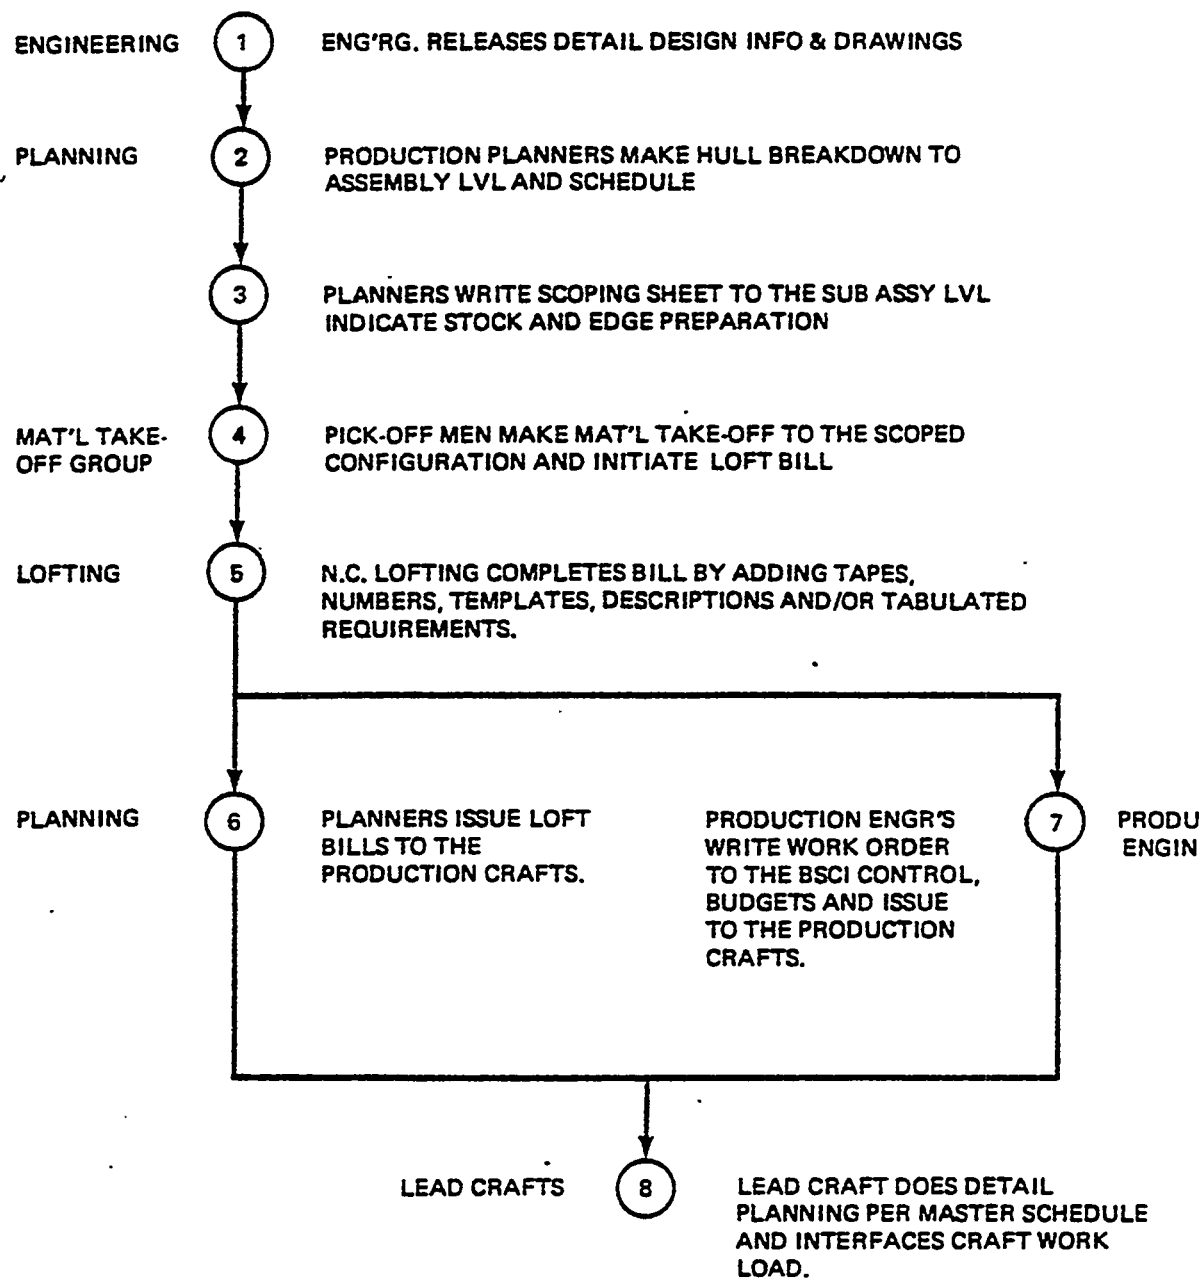 ENGINEERING 1 ENG'RG. RELEASES DETAIL DESIGN INFO & DRAWINGS
PLANNING 2 PRODUCTION PLANNERS MAKE HULL BREAKDOWN TO
ASSEMBLY LVL AND SCHEDULE
3 PLANNERS WRITE SCOPING SHEET TO THE SUB ASSY LVL
INDICATE STOCK AND EDGE PREPARATION
MAT'L TAKE-
OFF GROUP
4
PICK-OFF MEN MAKE MAT'L TAKE-OFF TO THE SCOPED
CONFIGURATION AND INITIATE LOFT BILL
LOFTING 5 N.C. LOFTING COMPLETES BILL BY ADDING TAPES,
NUMBERS, TEMPLATES, DESCRIPTIONS AND/OR TABULATED
REQUIREMENTS.
PLANNING 6 PLANNERS ISSUE LOFT
BILLS TO THE
PRODUCTION CRAFTS.
PRODUCTION ENGR'S
WRITE WORK ORDER
TO THE BSCI CONTROL,
BUDGETS AND ISSUE
TO THE PRODUCTION
CRAFTS.
7
PRODU
ENGIN
LEAD CRAFTS 8 LEAD CRAFT DOES DETAIL
PLANNING PER MASTER SCHEDULE
AND INTERFACES CRAFT WORK
LOAD.